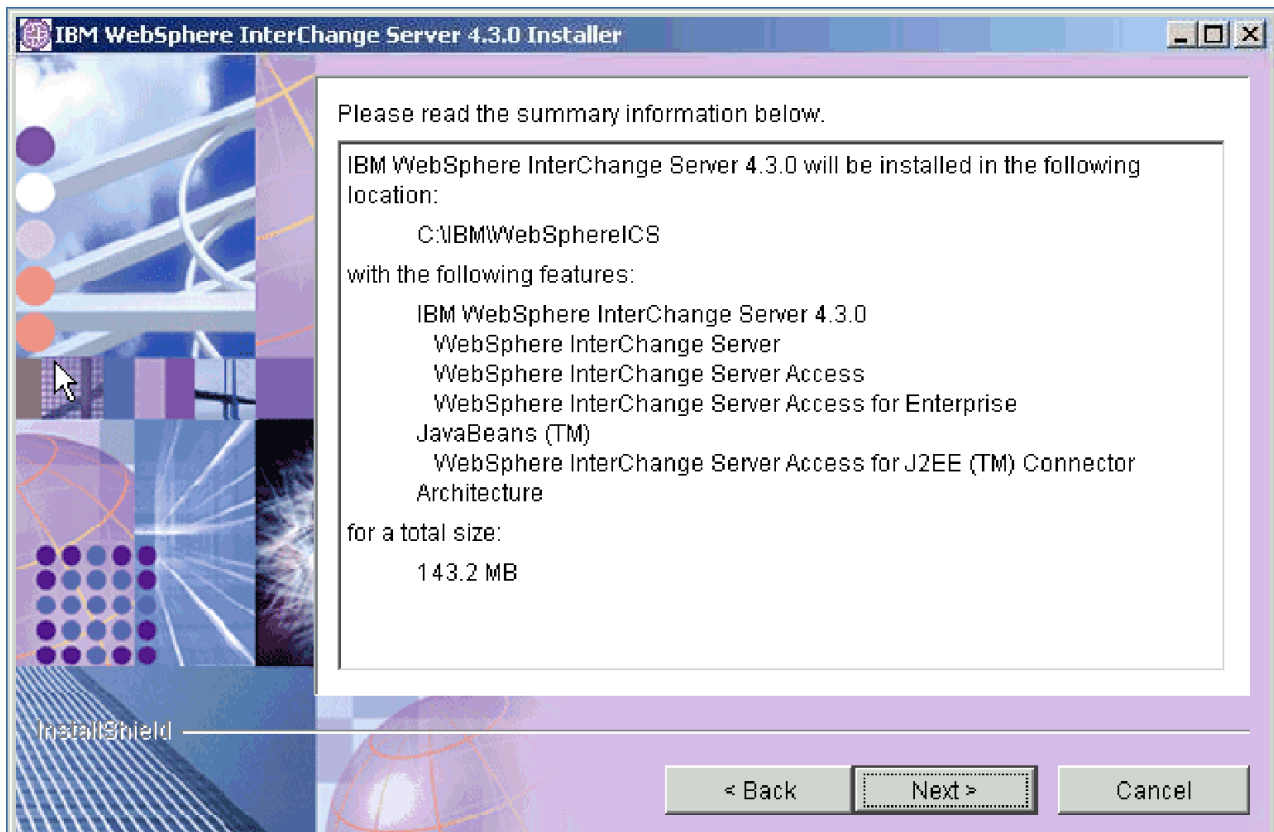 IBM WebSphere InterChange Server 4.3.0 Installer
Please read the summary information below.
IBM WebSphere InterChange Server 4.3.0 will be installed in the following
location:
C:\IBM\WebSphereICS
with the following features:
IBM WebSphere InterChange Server 4.3.0
WebSphere InterChange Server
WebSphere InterChange Server Access
WebSphere InterChange Server Access for Enterprise
JavaBeans (TM)
WebSphere InterChange Server Access for J2EE (TM) Connector
Architecture
for a total size:
143.2 MB
InstallShield
< Back
Next >
Cancel